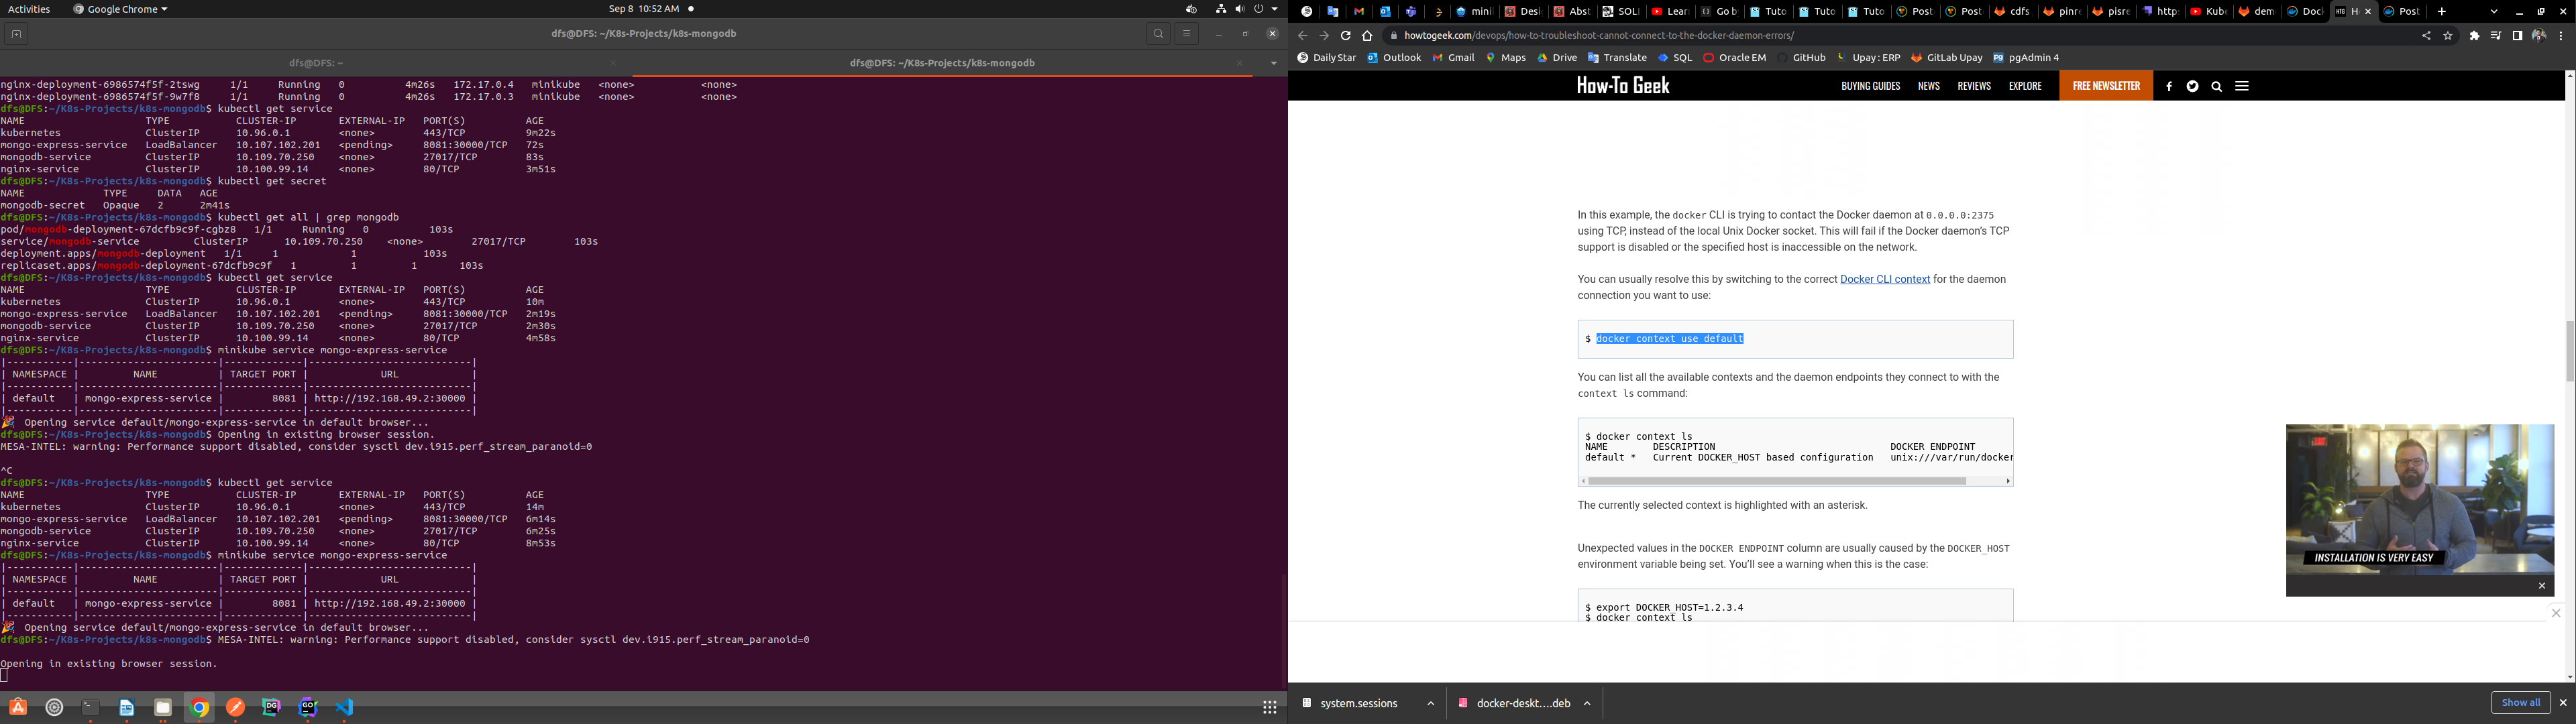 Activities
Google Chrome
Sep 8 10:52 AM
dfs@DFS: ~/K8s-Projects/k8s-mongodb
dfs@DFS: ~
dfs@DFS: ~/K8s-Projects/k8s-mongodb
nginx-deployment-6986574f5f-2tswg 1/1 Running 0 4m26s 172.17.0.4 minikube <none> <none>
nginx-deployment-6986574f5f-9w7f8 1/1 Running 0 4m26s 172.17.0.3 minikube <none> <none>
dfs@DFS:~/K8s-Projects/k8s-mongodb$ kubectl get service
NAME TYPE CLUSTER-IP EXTERNAL-IP PORT(S) AGE
kubernetes ClusterIP 10.96.0.1 <none> 443/TCP 9m22s
mongo-express-service LoadBalancer 10.107.102.201 <pending> 8081:30000/TCP 72s
mongodb-service ClusterIP 10.109.70.250 <none> 27017/TCP 83s
nginx-service ClusterIP 10.100.99.14 <none> 80/TCP 3m51s
dfs@DFS:~/K8s-Projects/k8s-mongodb$ kubectl get secret
NAME TYPE DATA AGE
mongodb-secret Opaque 2 2m41s
dfs@DFS:~/K8s-Projects/k8s-mongodb$ kubectl get all | grep mongodb
pod/mongodb-deployment-67dcfb9c9f-cgbz8 1/1 Running 0 103s
service/mongodb-service ClusterIP 10.109.70.250 <none> 27017/TCP 103s
deployment.apps/mongodb-deployment 1/1 1 1 103s
replicaset.apps/mongodb-deployment-67dcfb9c9f 1 1 1 103s
dfs@DFS:~/K8s-Projects/k8s-mongodb$ kubectl get service
NAME TYPE CLUSTER-IP EXTERNAL-IP PORT(S) AGE
kubernetes ClusterIP 10.96.0.1 <none> 443/TCP 10m
mongo-express-service LoadBalancer 10.107.102.201 <pending> 8081:30000/TCP 2m19s
mongodb-service ClusterIP 10.109.70.250 <none> 27017/TCP 2m30s
nginx-service ClusterIP 10.100.99.14 <none> 80/TCP 4m58s
dfs@DFS:~/K8s-Projects/k8s-mongodb$ minikube service mongo-express-service
|-----------|-----------------------|-------------|---------------------------|
| NAMESPACE | NAME | TARGET PORT | URL |
|-----------|-----------------------|-------------|---------------------------|
| default | mongo-express-service | 8081 | http://192.168.49.2:30000 |
|-----------|-----------------------|-------------|---------------------------|
🎉 Opening service default/mongo-express-service in default browser...
dfs@DFS:~/K8s-Projects/k8s-mongodb$ Opening in existing browser session.
MESA-INTEL: warning: Performance support disabled, consider sysctl dev.i915.perf_stream_paranoid=0
^C
dfs@DFS:~/K8s-Projects/k8s-mongodb$ kubectl get service
NAME TYPE CLUSTER-IP EXTERNAL-IP PORT(S) AGE
kubernetes ClusterIP 10.96.0.1 <none> 443/TCP 14m
mongo-express-service LoadBalancer 10.107.102.201 <pending> 8081:30000/TCP 6m14s
mongodb-service ClusterIP 10.109.70.250 <none> 27017/TCP 6m25s
nginx-service ClusterIP 10.100.99.14 <none> 80/TCP 8m53s
dfs@DFS:~/K8s-Projects/k8s-mongodb$ minikube service mongo-express-service
|-----------|-----------------------|-------------|---------------------------|
| NAMESPACE | NAME | TARGET PORT | URL |
|-----------|-----------------------|-------------|---------------------------|
| default | mongo-express-service | 8081 | http://192.168.49.2:30000 |
|-----------|-----------------------|-------------|---------------------------|
🎉 Opening service default/mongo-express-service in default browser...
dfs@DFS:~/K8s-Projects/k8s-mongodb$ MESA-INTEL: warning: Performance support disabled, consider sysctl dev.i915.perf_stream_paranoid=0
Opening in existing browser session.
minil Desi Abst SOLI Lear Go b Tuto Tuto Tuto Post Post cdfs pinre pisre http Kube dem Dock H Post
howtogeek.com/devops/how-to-troubleshoot-cannot-connect-to-the-docker-daemon-errors/
Daily Star Outlook Gmail Maps Drive Translate SQL Oracle EM GitHub Upay : ERP GitLab Upay pgAdmin 4
How-To Geek
BUYING GUIDES NEWS REVIEWS EXPLORE FREE NEWSLETTER
In this example, the docker CLI is trying to contact the Docker daemon at 0.0.0.0:2375
using TCP, instead of the local Unix Docker socket. This will fail if the Docker daemon's TCP
support is disabled or the specified host is inaccessible on the network.
You can usually resolve this by switching to the correct Docker CLI context for the daemon
connection you want to use:
$ docker context use default
You can list all the available contexts and the daemon endpoints they connect to with the
context ls command:
$ docker context ls
NAME DESCRIPTION DOCKER ENDPOINT
default * Current DOCKER_HOST based configuration unix:///var/run/docker
The currently selected context is highlighted with an asterisk.
Unexpected values in the DOCKER ENDPOINT column are usually caused by the DOCKER_HOST
environment variable being set. You'll see a warning when this is the case:
$ export DOCKER_HOST=1.2.3.4
$ docker context ls
INSTALLATION IS VERY EASY
system.sessions
docker-deskt....deb
Show all